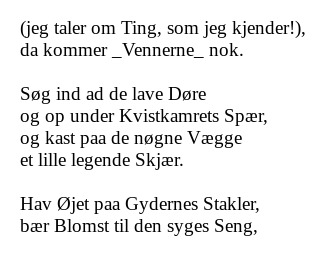 (jeg taler om Ting, som jeg kjender!),
da kommer _Vennerne_ nok.

Søg ind ad de lave Døre
og op under Kvistkamrets Spær,
og kast paa de nøgne Vægge
et lille legende Skjær.

Hav Øjet paa Gydernes Stakler,
bær Blomst til den syges Seng,